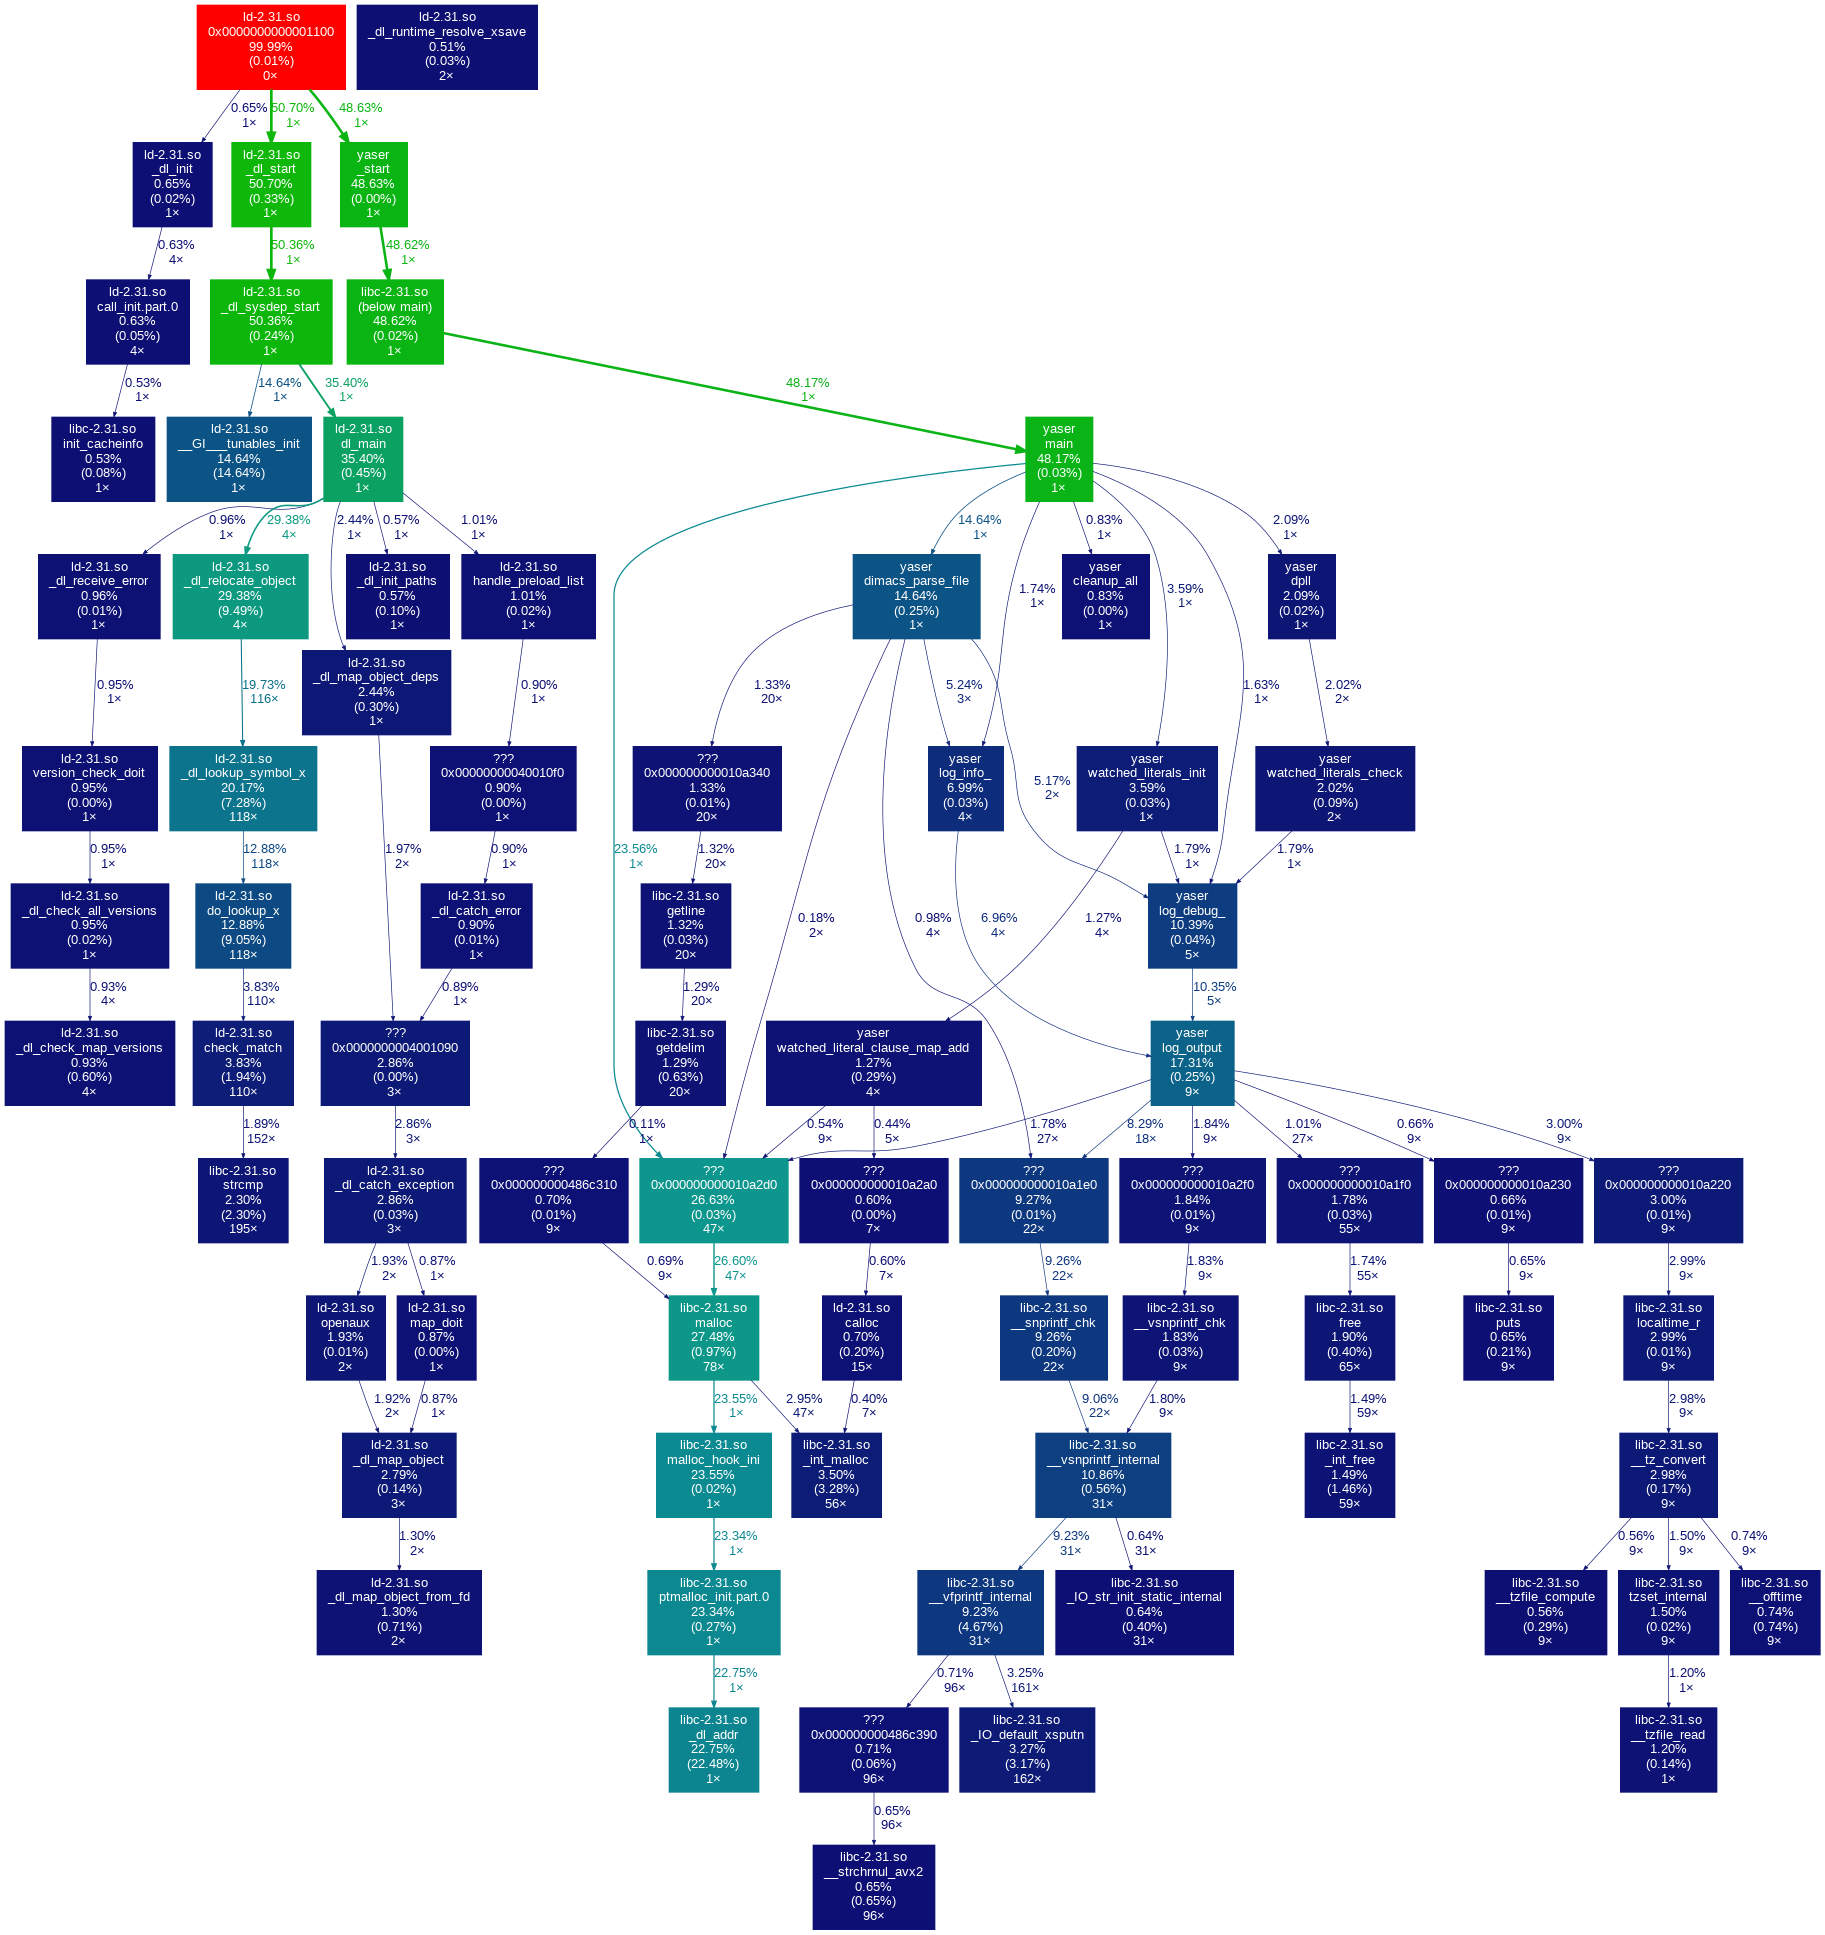 ld-2.31.so
0x0000000000001100
99.99%
(0.01%)
0×
ld-2.31.so
_dl_runtime_resolve_xsave
0.51%
(0.03%)
2×
0.65%
1×
50.70%
1×
48.63%
1×
ld-2.31.so
_dl_init
0.65%
(0.02%)
1×
ld-2.31.so
_dl_start
50.70%
(0.33%)
1×
yaser
_start
48.63%
(0.00%)
1×
0.63%
4×
50.36%
1×
48.62%
1×
ld-2.31.so
call_init.part.0
0.63%
(0.05%)
4×
ld-2.31.so
_dl_sysdep_start
50.36%
(0.24%)
1×
libc-2.31.so
(below main)
48.62%
(0.02%)
1×
0.53%
1×
14.64%
1×
35.40%
1×
48.17%
1×
libc-2.31.so
init_cacheinfo
0.53%
(0.08%)
1×
ld-2.31.so
__GI___tunables_init
14.64%
(14.64%)
1×
ld-2.31.so
dl_main
35.40%
(0.45%)
1×
yaser
main
48.17%
(0.03%)
1×
0.96%
1×
29.38%
4×
2.44%
1×
0.57%
1×
1.01%
1×
14.64%
1×
0.83%
1×
2.09%
1×
ld-2.31.so
_dl_receive_error
0.96%
(0.01%)
1×
ld-2.31.so
_dl_relocate_object
29.38%
(9.49%)
4×
ld-2.31.so
_dl_init_paths
0.57%
(0.10%)
1×
ld-2.31.so
handle_preload_list
1.01%
(0.02%)
1×
yaser
dimacs_parse_file
14.64%
(0.25%)
1×
1.74%
1×
yaser
cleanup_all
0.83%
(0.00%)
1×
3.59%
1×
yaser
dpll
2.09%
(0.02%)
1×
0.95%
1×
19.73%
116×
ld-2.31.so
_dl_map_object_deps
2.44%
(0.30%)
1×
0.90%
1×
1.33%
20×
5.24%
3×
1.63%
1×
2.02%
2×
ld-2.31.so
version_check_doit
0.95%
(0.00%)
1×
ld-2.31.so
_dl_lookup_symbol_x
20.17%
(7.28%)
118×
???
0x00000000040010f0
0.90%
(0.00%)
1×
???
0x000000000010a340
1.33%
(0.01%)
20×
yaser
log_info_
6.99%
(0.03%)
4×
5.17%
2×
yaser
watched_literals_init
3.59%
(0.03%)
1×
yaser
watched_literals_check
2.02%
(0.09%)
2×
0.95%
1×
12.88%
118×
1.97%
2×
0.90%
1×
23.56%
1×
1.32%
20×
1.79%
1×
1.79%
1×
ld-2.31.so
_dl_check_all_versions
0.95%
(0.02%)
1×
ld-2.31.so
do_lookup_x
12.88%
(9.05%)
118×
ld-2.31.so
_dl_catch_error
0.90%
(0.01%)
1×
libc-2.31.so
getline
1.32%
(0.03%)
20×
0.18%
2×
0.98%
4×
6.96%
4×
1.27%
4×
yaser
log_debug_
10.39%
(0.04%)
5×
0.93%
4×
3.83%
110×
0.89%
1×
1.29%
20×
10.35%
5×
ld-2.31.so
_dl_check_map_versions
0.93%
(0.60%)
4×
ld-2.31.so
check_match
3.83%
(1.94%)
110×
???
0x0000000004001090
2.86%
(0.00%)
3×
libc-2.31.so
getdelim
1.29%
(0.63%)
20×
yaser
watched_literal_clause_map_add
1.27%
(0.29%)
4×
yaser
log_output
17.31%
(0.25%)
9×
1.89%
152×
2.86%
3×
0.11%
1×
0.54%
9×
0.44%
5×
1.78%
27×
8.29%
18×
1.84%
9×
1.01%
27×
0.66%
9×
3.00%
9×
libc-2.31.so
strcmp
2.30%
(2.30%)
195×
ld-2.31.so
_dl_catch_exception
2.86%
(0.03%)
3×
???
0x000000000486c310
0.70%
(0.01%)
9×
???
0x000000000010a2d0
26.63%
(0.03%)
47×
???
0x000000000010a2a0
0.60%
(0.00%)
7×
???
0x000000000010a1e0
9.27%
(0.01%)
22×
???
0x000000000010a2f0
1.84%
(0.01%)
9×
???
0x000000000010a1f0
1.78%
(0.03%)
55×
???
0x000000000010a230
0.66%
(0.01%)
9×
???
0x000000000010a220
3.00%
(0.01%)
9×
1.93%
2×
0.87%
1×
0.69%
9×
26.60%
47×
0.60%
7×
9.26%
22×
1.83%
9×
1.74%
55×
0.65%
9×
2.99%
9×
ld-2.31.so
openaux
1.93%
(0.01%)
2×
ld-2.31.so
map_doit
0.87%
(0.00%)
1×
libc-2.31.so
malloc
27.48%
(0.97%)
78×
ld-2.31.so
calloc
0.70%
(0.20%)
15×
libc-2.31.so
__snprintf_chk
9.26%
(0.20%)
22×
libc-2.31.so
__vsnprintf_chk
1.83%
(0.03%)
9×
libc-2.31.so
free
1.90%
(0.40%)
65×
libc-2.31.so
puts
0.65%
(0.21%)
9×
libc-2.31.so
localtime_r
2.99%
(0.01%)
9×
1.92%
2×
0.87%
1×
23.55%
1×
2.95%
47×
0.40%
7×
9.06%
22×
1.80%
9×
1.49%
59×
2.98%
9×
ld-2.31.so
_dl_map_object
2.79%
(0.14%)
3×
libc-2.31.so
malloc_hook_ini
23.55%
(0.02%)
1×
libc-2.31.so
_int_malloc
3.50%
(3.28%)
56×
libc-2.31.so
__vsnprintf_internal
10.86%
(0.56%)
31×
libc-2.31.so
_int_free
1.49%
(1.46%)
59×
libc-2.31.so
__tz_convert
2.98%
(0.17%)
9×
1.30%
2×
23.34%
1×
9.23%
31×
0.64%
31×
0.56%
9×
1.50%
9×
0.74%
9×
ld-2.31.so
_dl_map_object_from_fd
1.30%
(0.71%)
2×
libc-2.31.so
ptmalloc_init.part.0
23.34%
(0.27%)
1×
libc-2.31.so
__vfprintf_internal
9.23%
(4.67%)
31×
libc-2.31.so
_IO_str_init_static_internal
0.64%
(0.40%)
31×
libc-2.31.so
__tzfile_compute
0.56%
(0.29%)
9×
libc-2.31.so
tzset_internal
1.50%
(0.02%)
9×
libc-2.31.so
__offtime
0.74%
(0.74%)
9×
22.75%
1×
0.71%
96×
3.25%
161×
1.20%
1×
libc-2.31.so
_dl_addr
22.75%
(22.48%)
1×
???
0x000000000486c390
0.71%
(0.06%)
96×
libc-2.31.so
_IO_default_xsputn
3.27%
(3.17%)
162×
libc-2.31.so
__tzfile_read
1.20%
(0.14%)
1×
0.65%
96×
libc-2.31.so
__strchrnul_avx2
0.65%
(0.65%)
96×